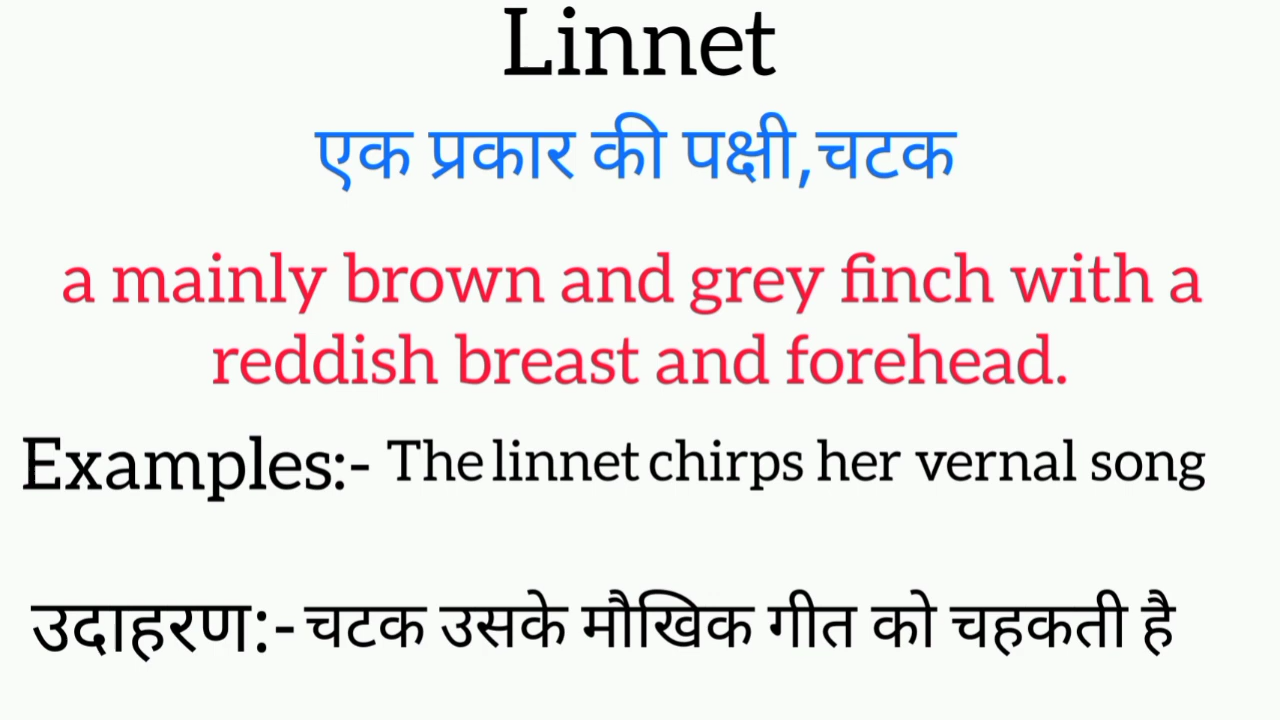 Linnet
एक प्रकार की पक्षी,चटक
a mainly brown and grey finch with a
reddish breast and forehead.
Examples:- The linnet chirps her vernal song
उदाहरण:-चटक उसके मौखिक गीत को चहकती है